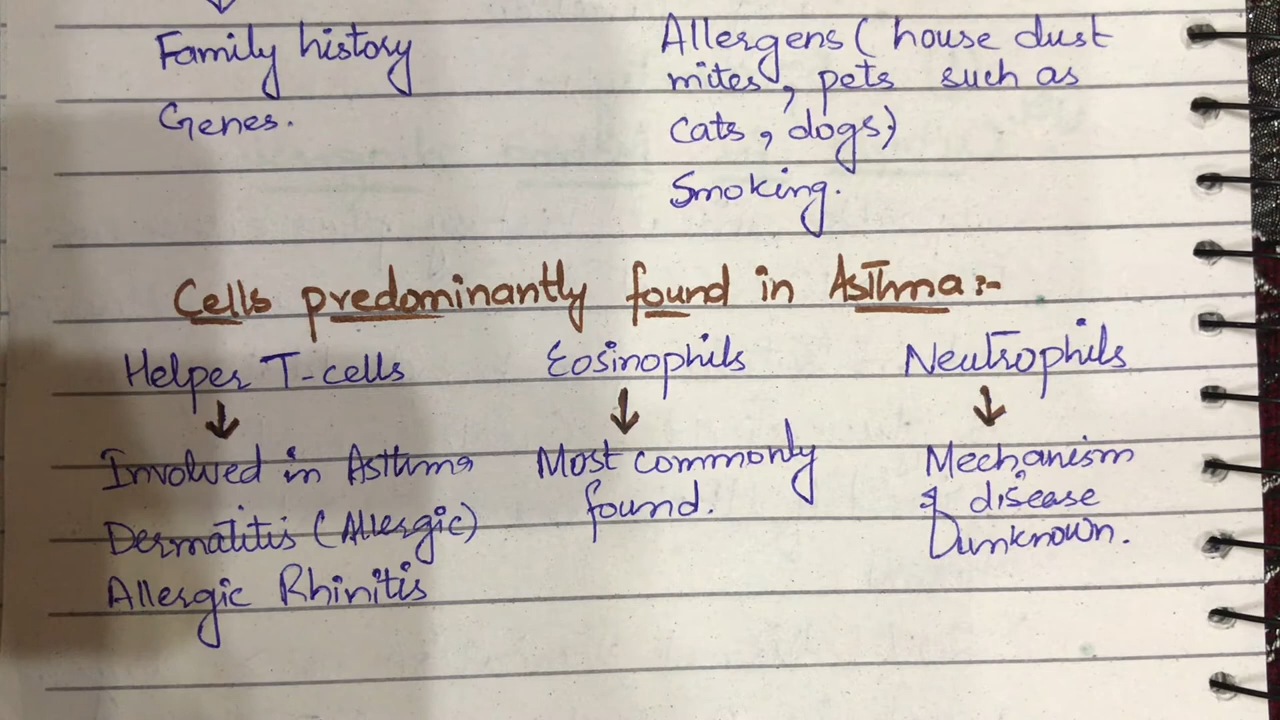 Family history
Genes.
Allergens (house dust
mites, pets such as
cats, dogs)
Smoking.
Cells predominantly found in Asthma:-
Helper T-cells
Involved in Asthma
Dermatitis (Allergic)
Allergic Rhinitis
Eosinophils
Most commonly
found.
Neutrophils
Mechanism
disease
unknown.